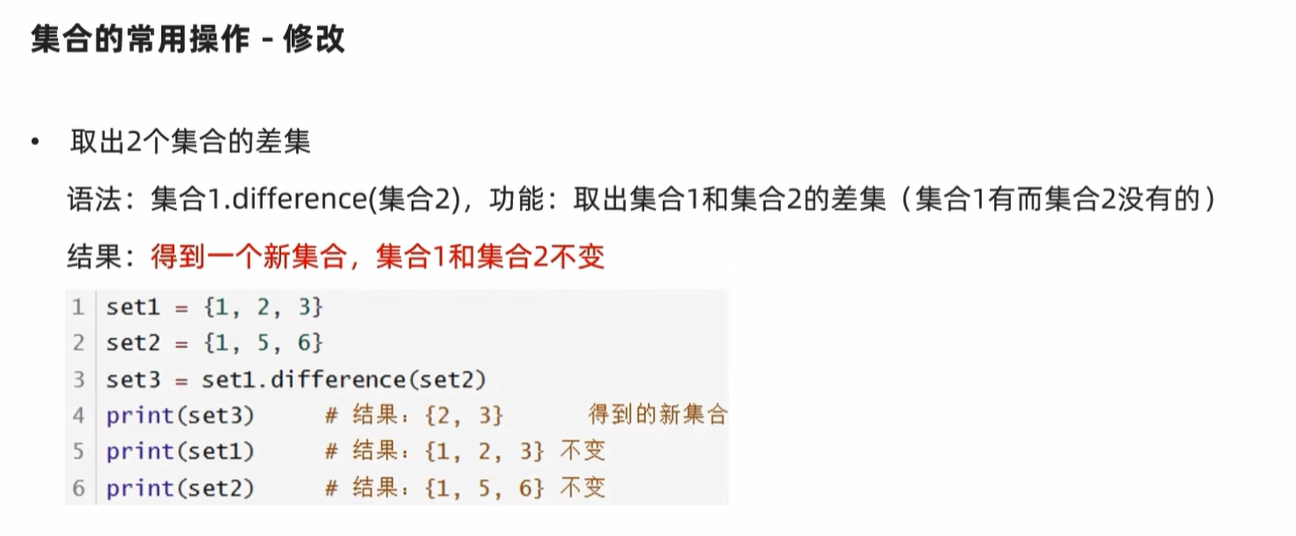 集合的常用操作 - 修改
• 取出2个集合的差集
语法：集合1.difference(集合2)，功能：取出集合1和集合2的差集（集合1有而集合2没有的）
结果：得到一个新集合，集合1和集合2不变
1 set1 = {1, 2, 3}
2 set2 = {1, 5, 6}
3 set3 = set1.difference(set2)
4 print(set3) # 结果：{2, 3} 得到的新集合
5 print(set1) # 结果：{1, 2, 3} 不变
6 print(set2) # 结果：{1, 5, 6} 不变